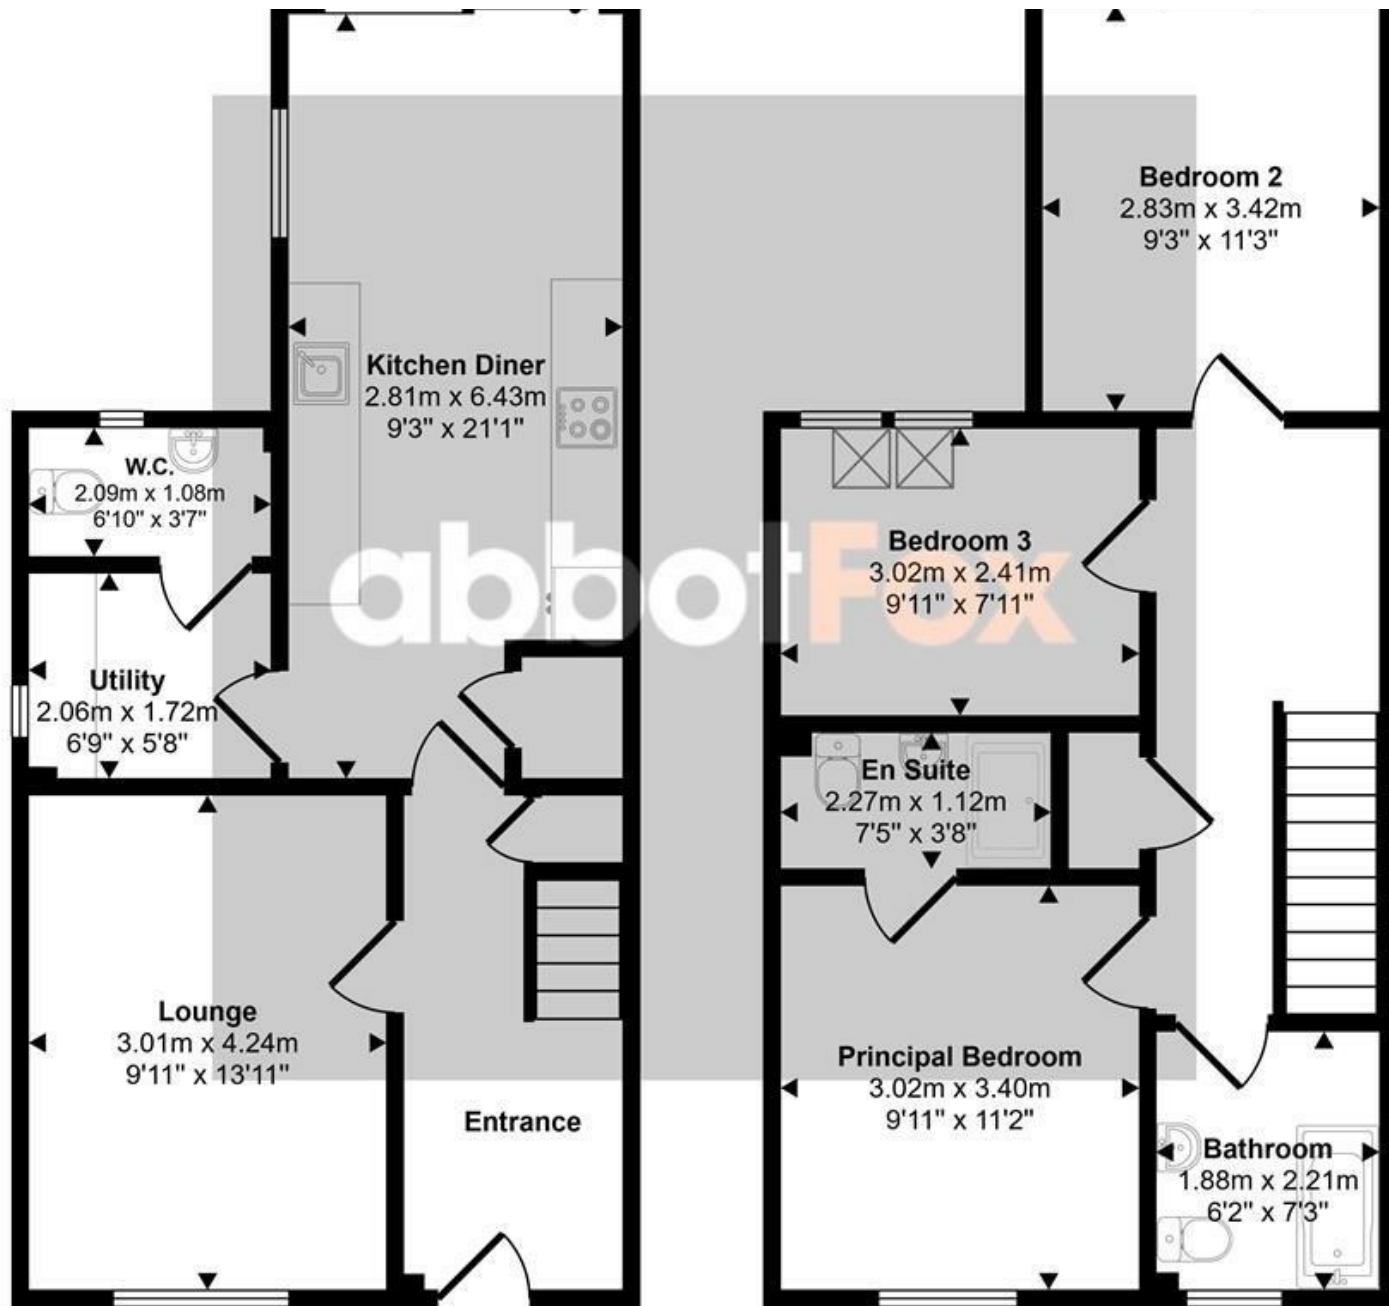 Kitchen Diner
2.81m x 6.43m
9'3" x 21'1"
W.C.
2.09m x 1.08m
6'10" x 3'7"
Utility
2.06m x 1.72m
6'9" x 5'8"
Lounge
3.01m x 4.24m
9'11" x 13'11"
Entrance
Bedroom 2
2.83m x 3.42m
9'3" x 11'3"
Bedroom 3
3.02m x 2.41m
9'11" x 7'11"
En Suite
2.27m x 1.12m
7'5" x 3'8"
Principal Bedroom
3.02m x 3.40m
9'11" x 11'2"
Bathroom
1.88m x 2.21m
6'2" x 7'3"
abbotFox